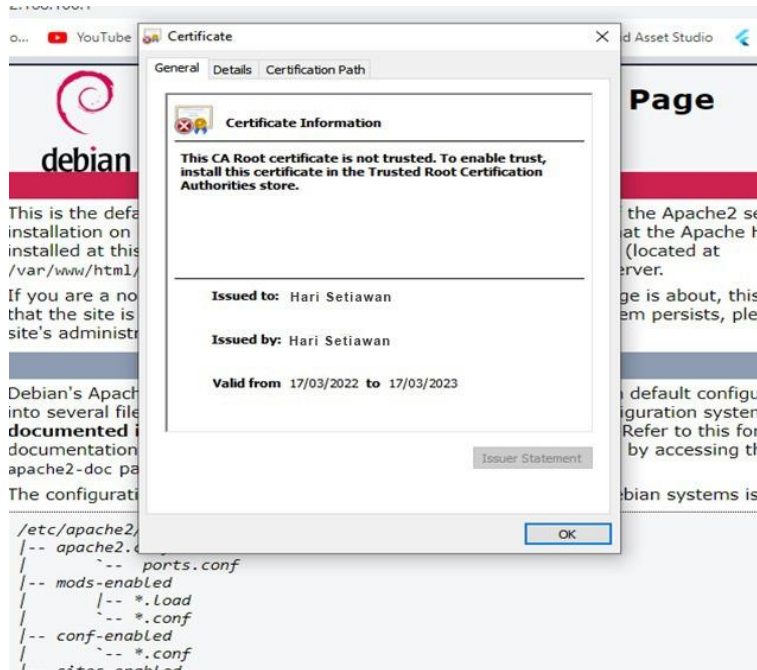 o... YouTube
Certificate
d Asset Studio
General Details Certification Path
Page
debian
Certificate Information
This CA Root certificate is not trusted. To enable trust,
install this certificate in the Trusted Root Certification
Authorities store.
Issued to: Hari Setiawan
Issued by: Hari Setiawan
Valid from 17/03/2022 to 17/03/2023
Issuer Statement
OK
This is the defa
the Apache2 se
installation on
at the Apache H
installed at this
(located at
/var/www/html/
erver.
If you are a no
ge is about, this
that the site is
em persists, ple
site's administr
Debian's Apach
default configu
into several file
iguration system
documented i
Refer to this for
documentation
by accessing th
apache2-doc pa
The configurati
bian systems is
/etc/apache2/
|-- apache2.
|       `--  ports.conf
|-- mods-enabled
|       |-- *.load
|       `-- *.conf
|-- conf-enabled
|       `-- *.conf
|-- sites-enabled